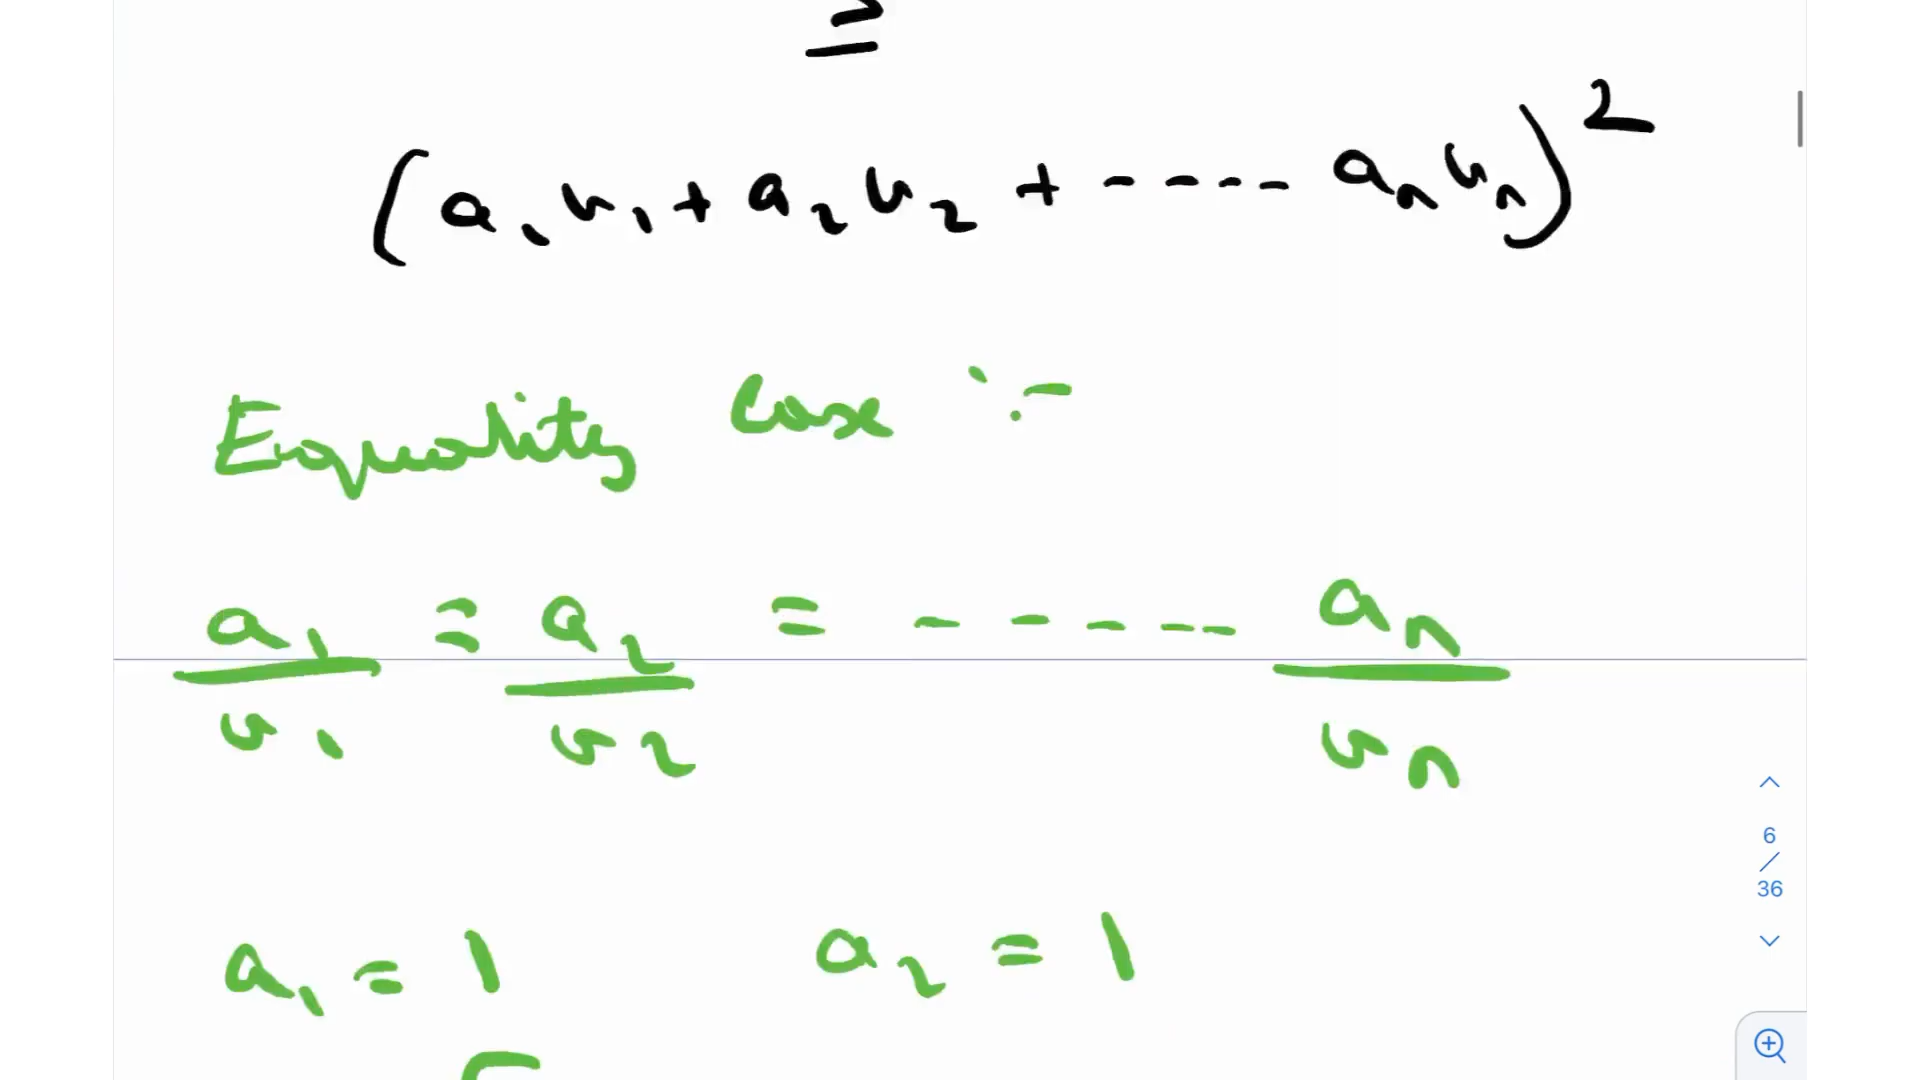 ≥
(a₁b₁ + a₂b₂ + ---- aₙbₙ)²
Equality Case :-
a₁/b₁ = a₂/b₂ = ----- aₙ/bₙ
a₁ = 1 a₂ = 1
6
/
36